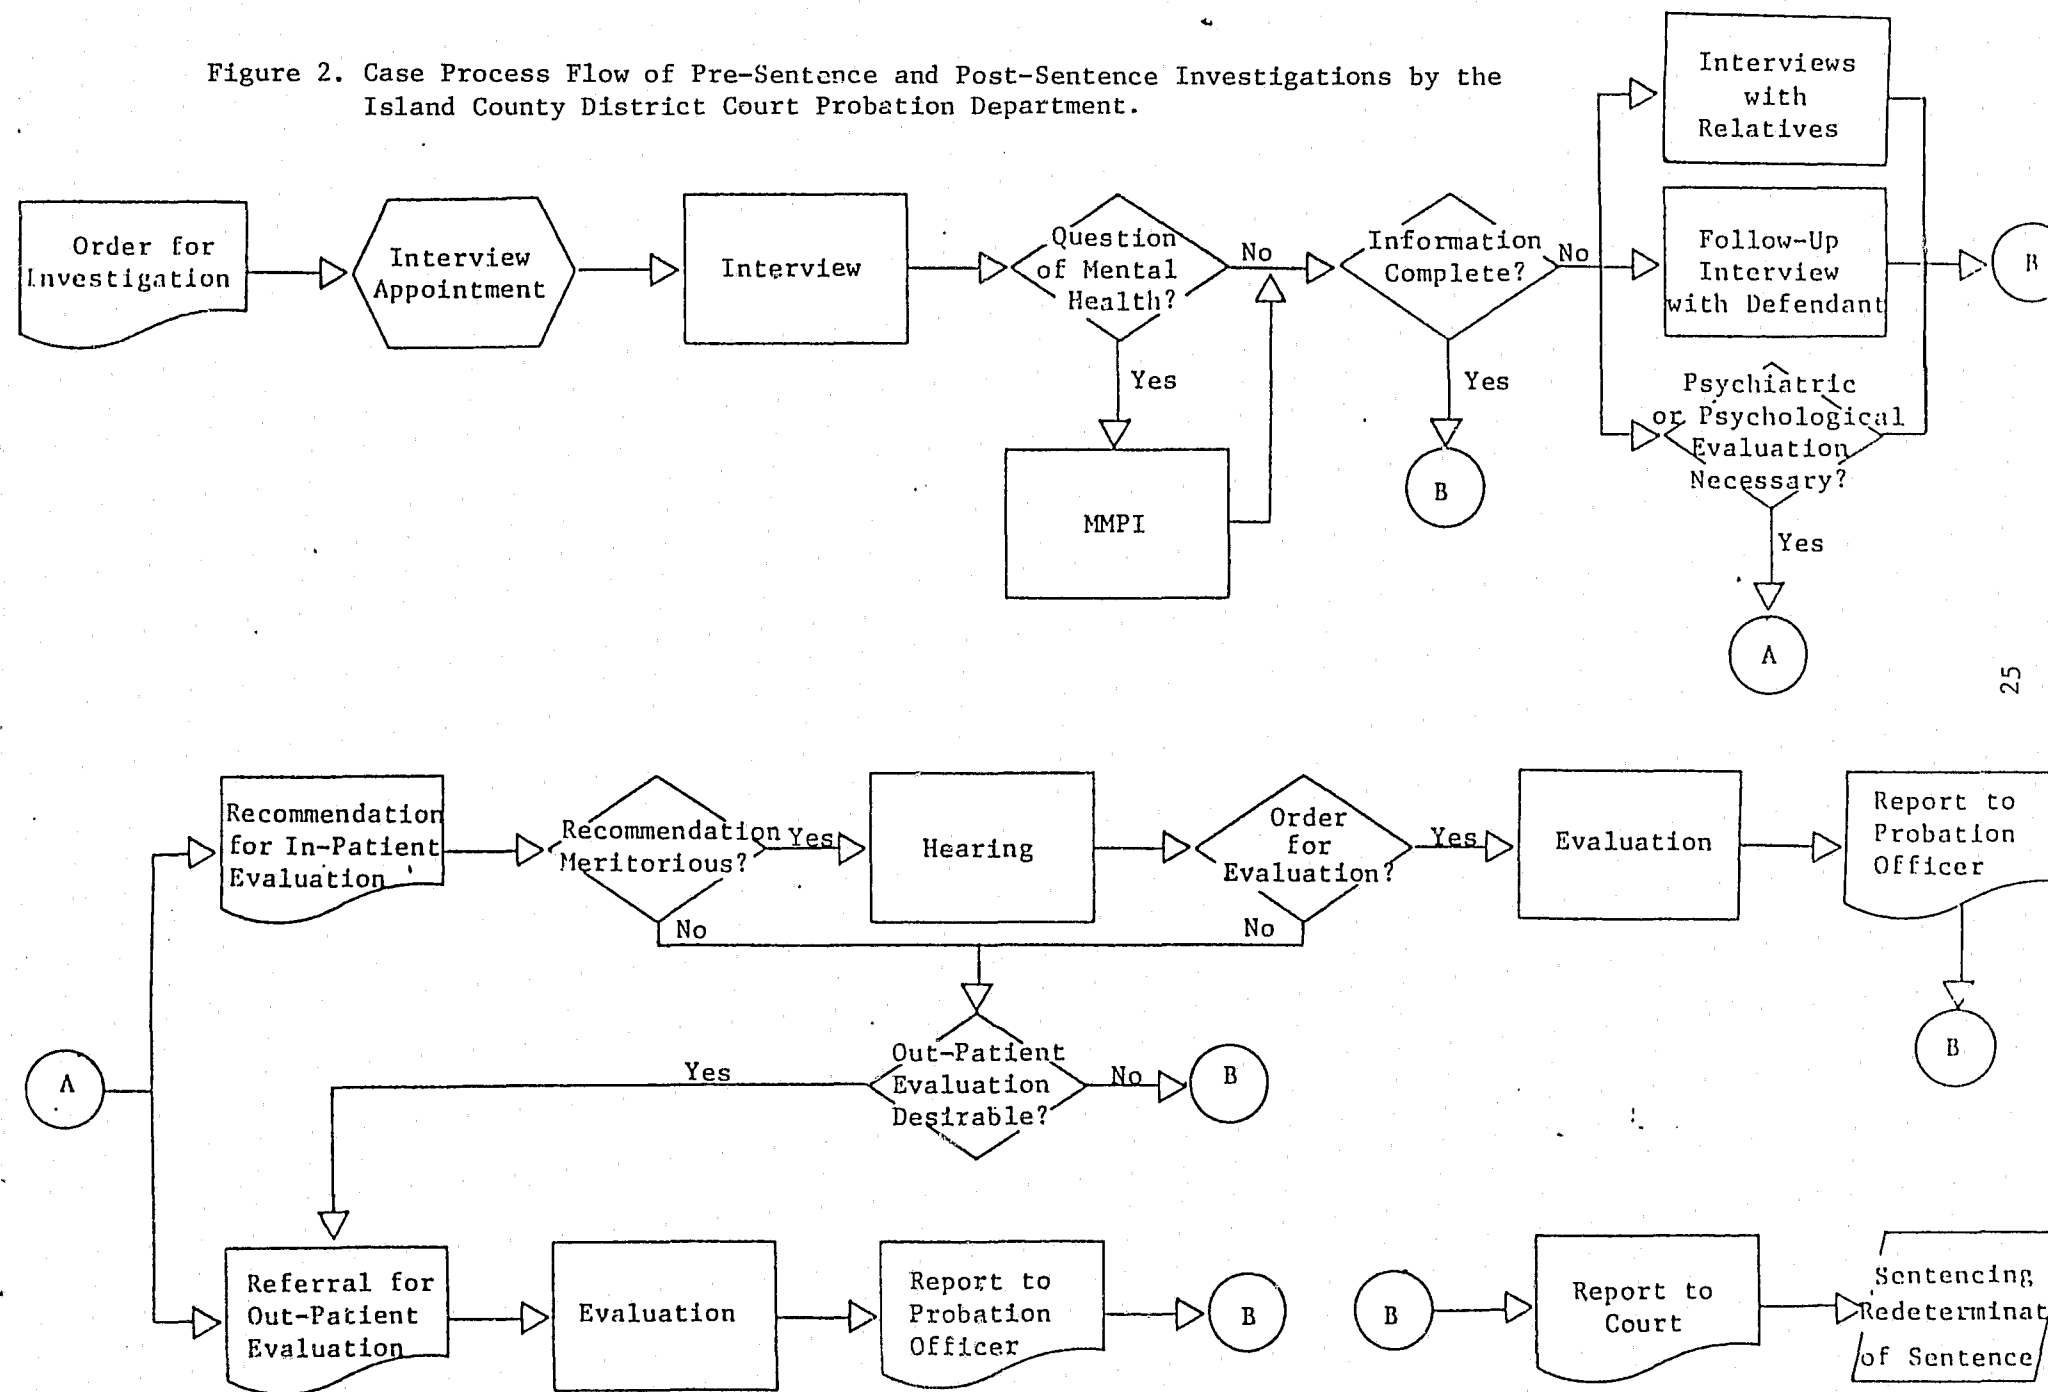 Figure 2. Case Process Flow of Pre-Sentence and Post-Sentence Investigations by the
Island County District Court Probation Department.
Order for
Investigation
Interview
Appointment
Interview
Question
of Mental
Health?
No
Yes
MMPI
Information
Complete?
No
Yes
B
Interviews
with
Relatives
Follow-Up
Interview
with Defendant
B
Psychiatric
or Psychological
Evaluation
Necessary?
Yes
A
25
A
Recommendation
for In-Patient
Evaluation
Recommendation
Meritorious?
Yes
No
Hearing
Order
for
Evaluation?
Yes
No
Evaluation
Report to
Probation
Officer
B
Out-Patient
Evaluation
Desirable?
Yes
No
B
Referral for
Out-Patient
Evaluation
Evaluation
Report to
Probation
Officer
B
B
Report to
Court
Sentencing
Redeterminat
of Sentence